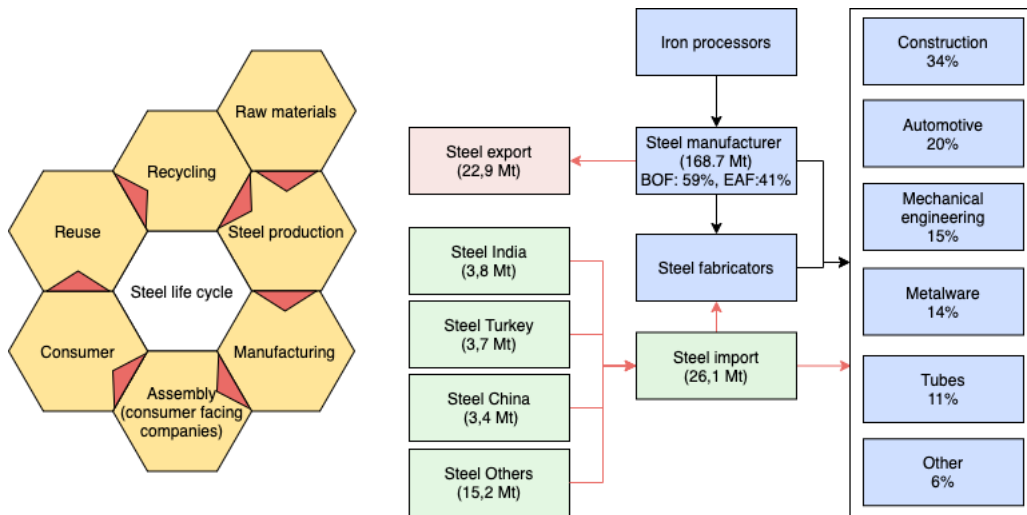 Raw materials
Recycling
Reuse
Steel production
Steel life cycle
Consumer
Manufacturing
Assembly
(consumer facing
companies)
Iron processors
Steel manufacturer
(168.7 Mt)
BOF: 59%, EAF:41%
Steel export
(22,9 Mt)
Steel fabricators
Steel India
(3,8 Mt)
Steel Turkey
(3,7 Mt)
Steel China
(3,4 Mt)
Steel Others
(15,2 Mt)
Steel import
(26,1 Mt)
Construction
34%
Automotive
20%
Mechanical
engineering
15%
Metalware
14%
Tubes
11%
Other
6%